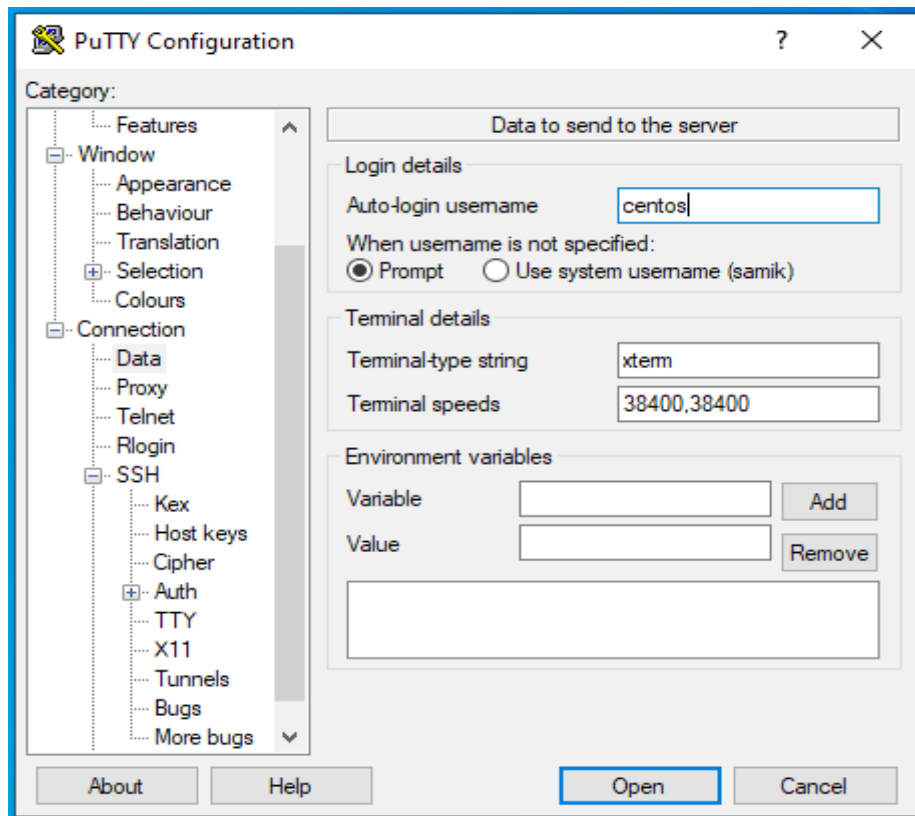 PuTTY Configuration
?
Category:
Features
Window
Appearance
Behaviour
Translation
Selection
Colours
Connection
Data
Proxy
Telnet
Rlogin
SSH
Kex
Host keys
Cipher
Auth
TTY
X11
Tunnels
Bugs
More bugs
Data to send to the server
Login details
Auto-login username centos
When username is not specified:
Prompt Use system username (samik)
Terminal details
Terminal-type string xterm
Terminal speeds 38400,38400
Environment variables
Variable Add
Value Remove
About Help Open Cancel